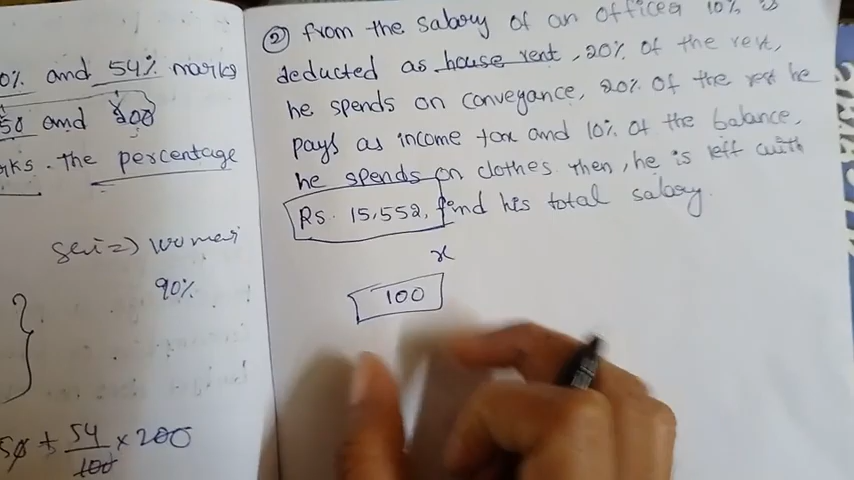 0% and 54% marks
50 and 200
rks. The percentage
90%
54
100 × 200
② from the salary of an officer 10% is
deducted as house rent, 20% of the rest,
he spends on conveyance, 20% of the rest he
pays as income tax and 10% of the balance,
he spends on clothes. then, he is left with
Rs. 15,552. find his total salary.
x
100